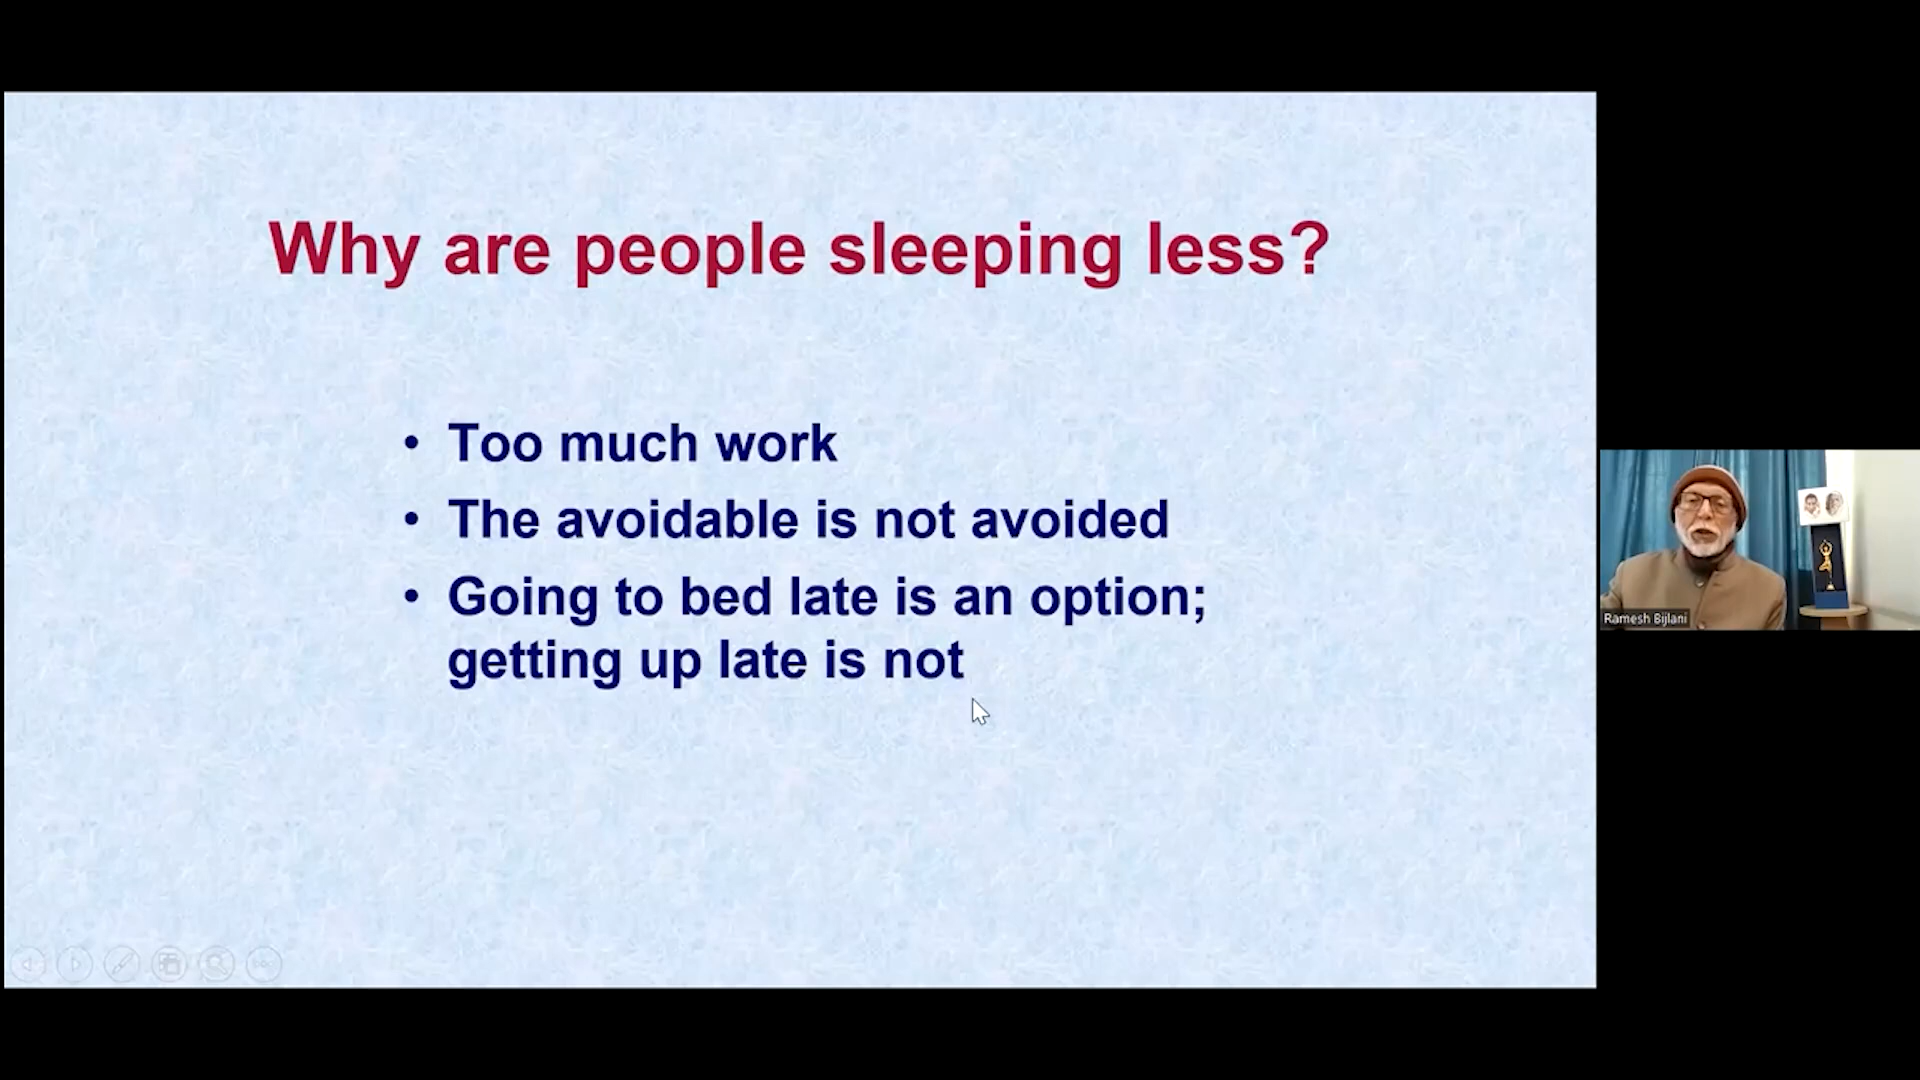 Why are people sleeping less?
• Too much work
• The avoidable is not avoided
• Going to bed late is an option;
getting up late is not
Ramesh Bijlani